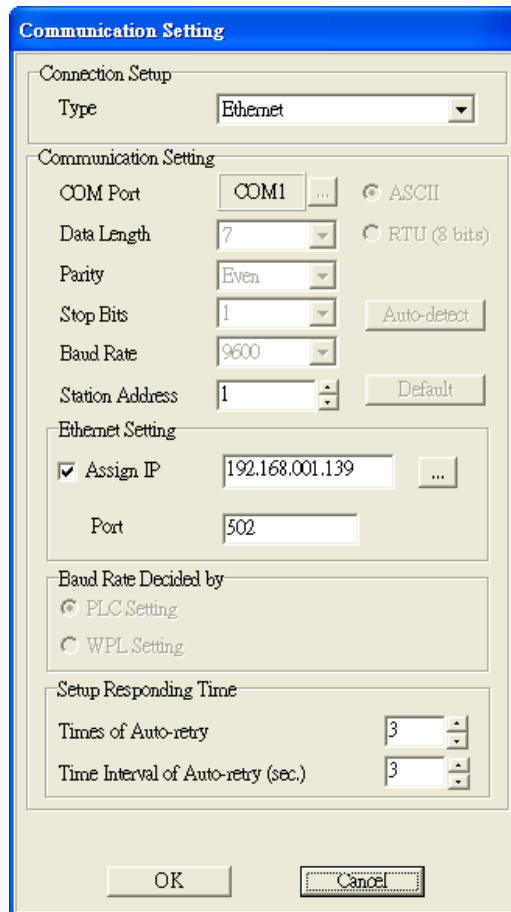 Communication Setting
Connection Setup
Type Ethernet
Communication Setting
COM Port COM1 ... ASCII
Data Length 7 RTU (8 bits)
Parity Even
Stop Bits 1 Auto-detect
Baud Rate 9600
Station Address 1 Default
Ethernet Setting
Assign IP 192.168.001.139 ...
Port 502
Baud Rate Decided by
PLC Setting
WPL Setting
Setup Responding Time
Times of Auto-retry 3
Time Interval of Auto-retry (sec.) 3
OK Cancel